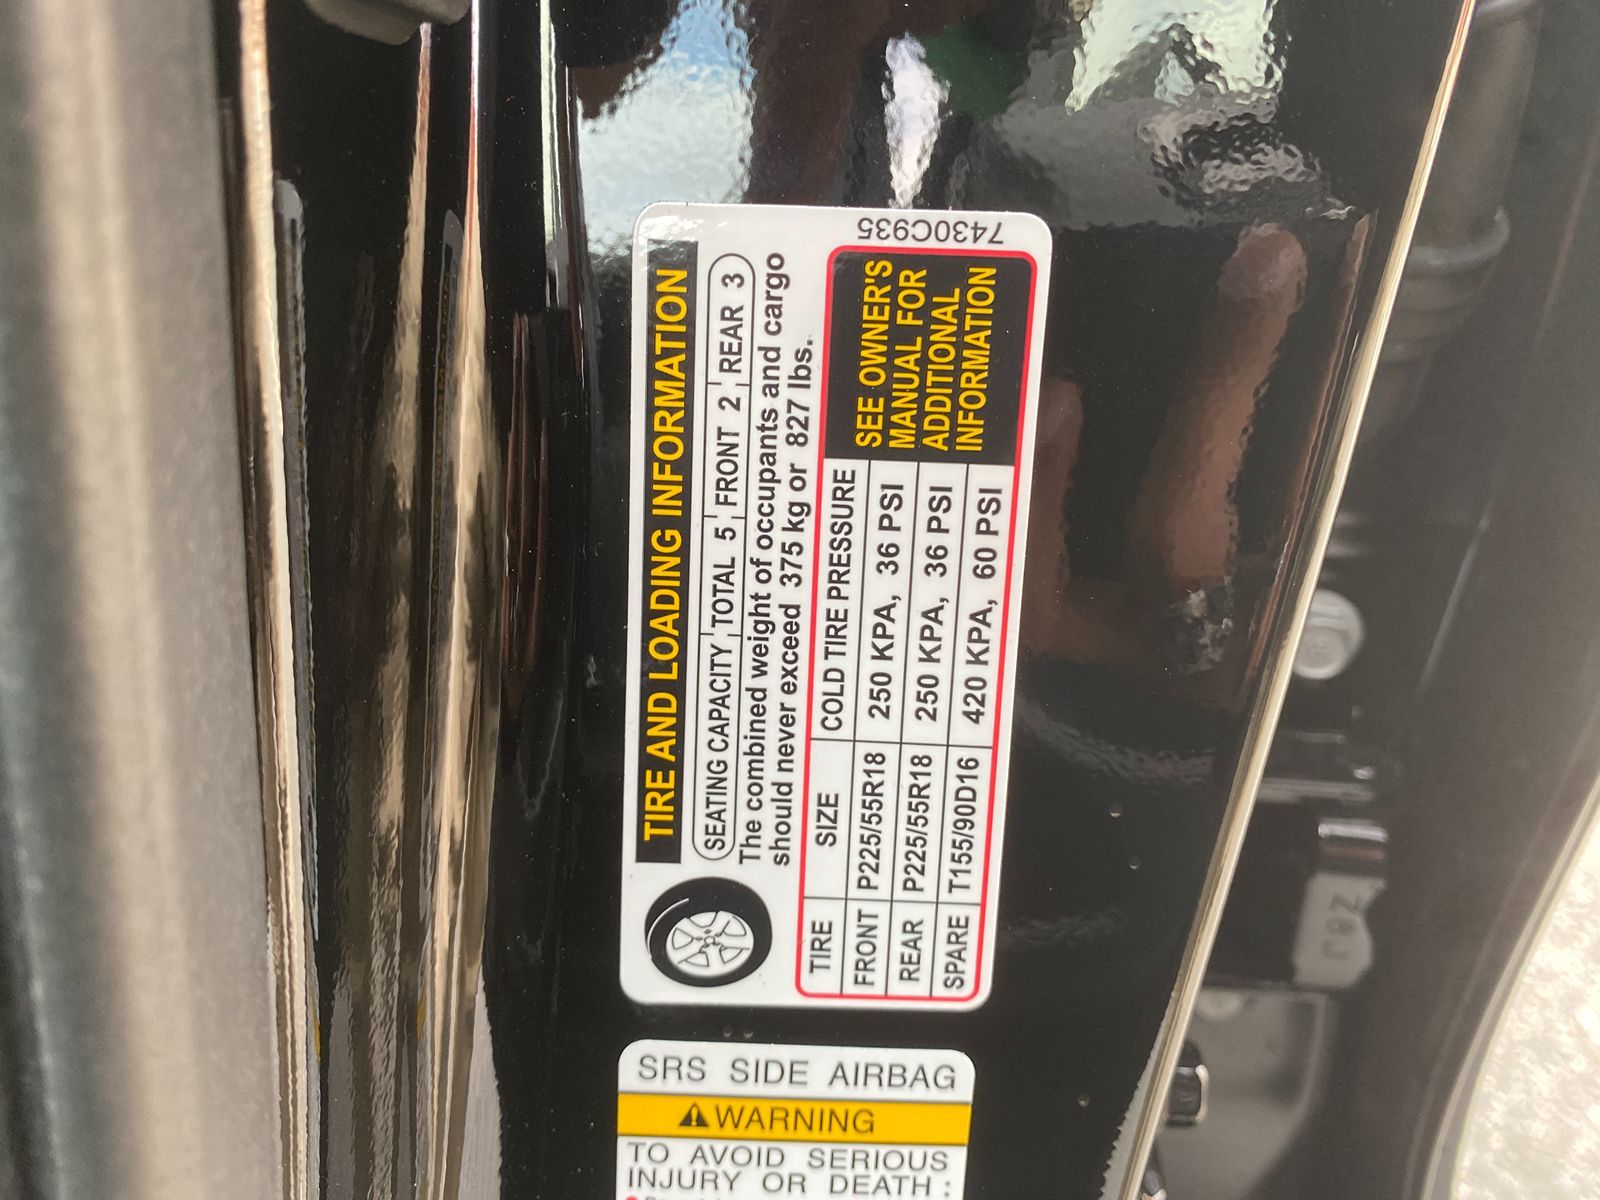 TIRE AND LOADING INFORMATION
SEATING CAPACITY TOTAL 5 FRONT 2 REAR 3
The combined weight of occupants and cargo
should never exceed 375 kg or 827 lbs.
TIRE SIZE COLD TIRE PRESSURE
FRONT P225/55R18 250 KPA, 36 PSI
REAR P225/55R18 250 KPA, 36 PSI
SPARE T155/90D16 420 KPA, 60 PSI
SEE OWNER'S
MANUAL FOR
ADDITIONAL
INFORMATION
7430C935
SRS SIDE AIRBAG
WARNING
TO AVOID SERIOUS
INJURY OR DEATH: